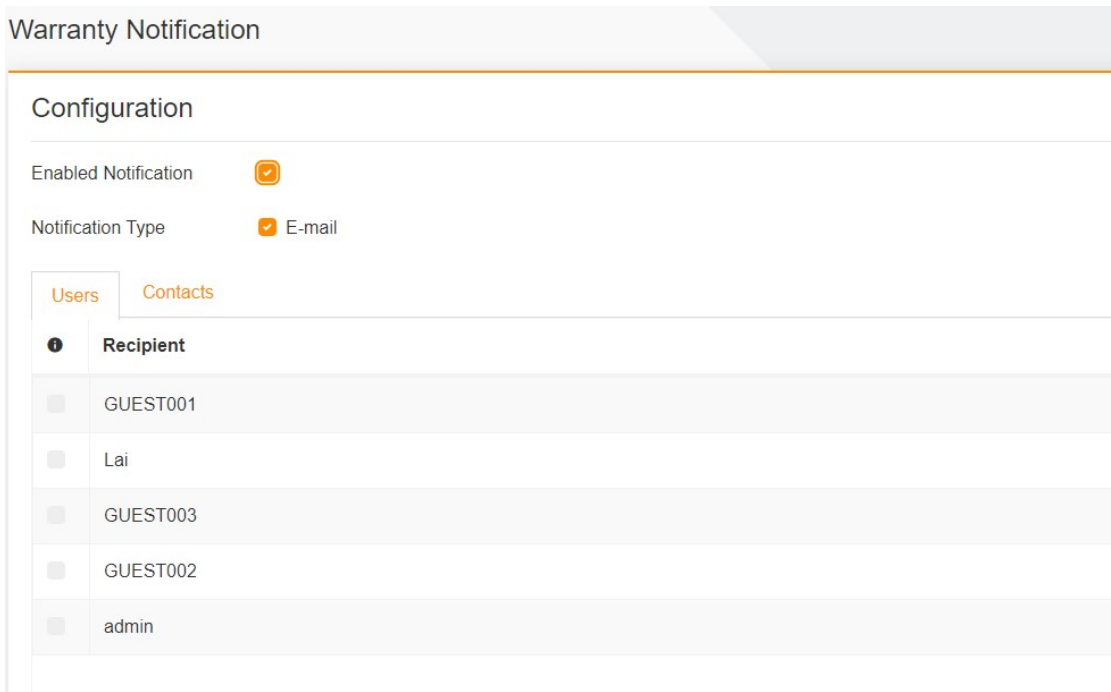 Warranty Notification
Configuration
Enabled Notification
Notification Type E-mail
Users Contacts
Recipient
GUEST001
Lai
GUEST003
GUEST002
admin